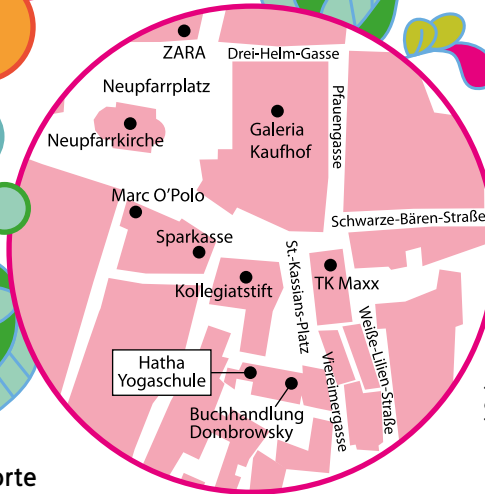 ZARA
Drei-Helm-Gasse
Neupfarrplatz
Neupfarrkirche
Galeria
Kaufhof
Pfauengasse
Marc O'Polo
Schwarze-Bären-Straße
Sparkasse
Kollegiatstift
St.-Kassians-Platz
TK Maxx
Weiße-Lilien-Straße
Viereimergasse
Hatha
Yogaschule
Buchhandlung
Dombrowsky
orte